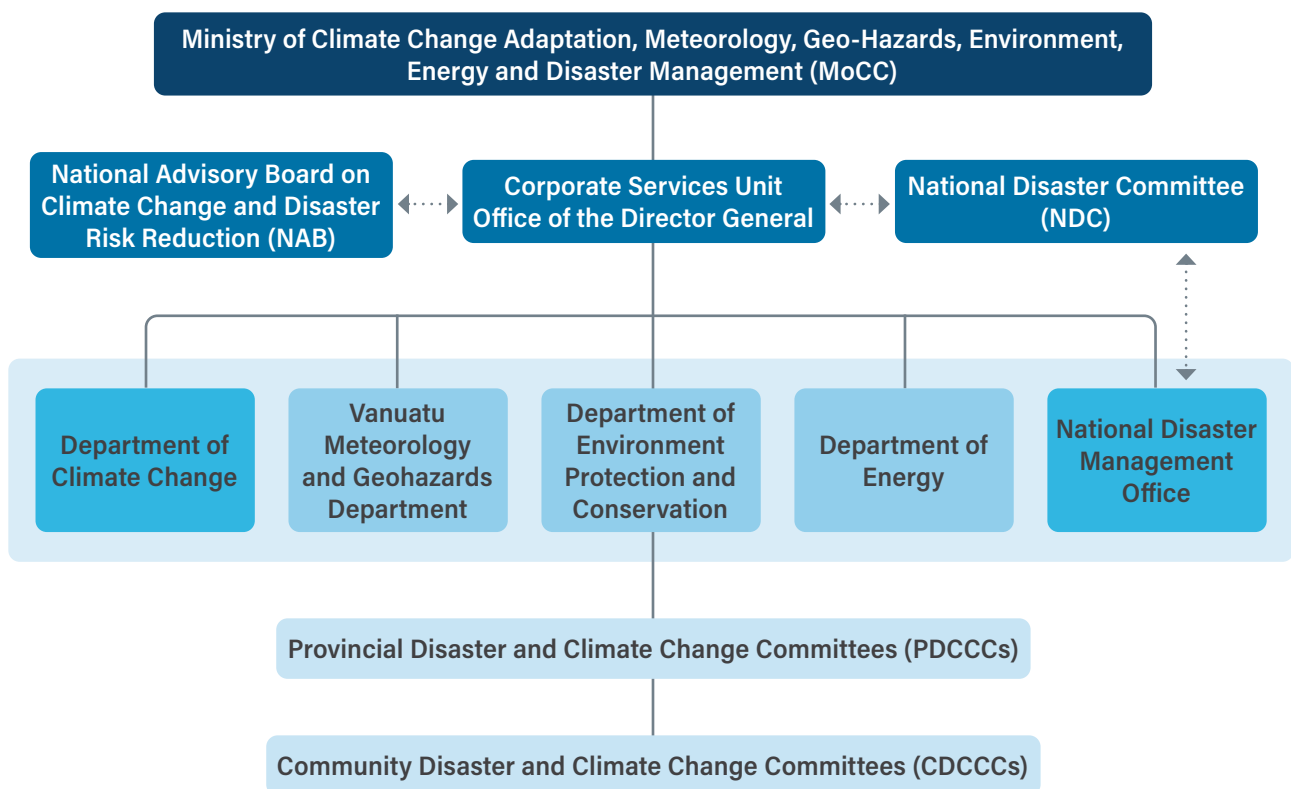 Ministry of Climate Change Adaptation, Meteorology, Geo-Hazards, Environment,
Energy and Disaster Management (MoCC)
National Advisory Board on
Climate Change and Disaster
Risk Reduction (NAB)
Corporate Services Unit
Office of the Director General
National Disaster Committee
(NDC)
Department of
Climate Change
Vanuatu
Meteorology
and Geohazards
Department
Department of
Environment
Protection and
Conservation
Department of
Energy
National Disaster
Management
Office
Provincial Disaster and Climate Change Committees (PDCCCs)
Community Disaster and Climate Change Committees (CDCCCs)